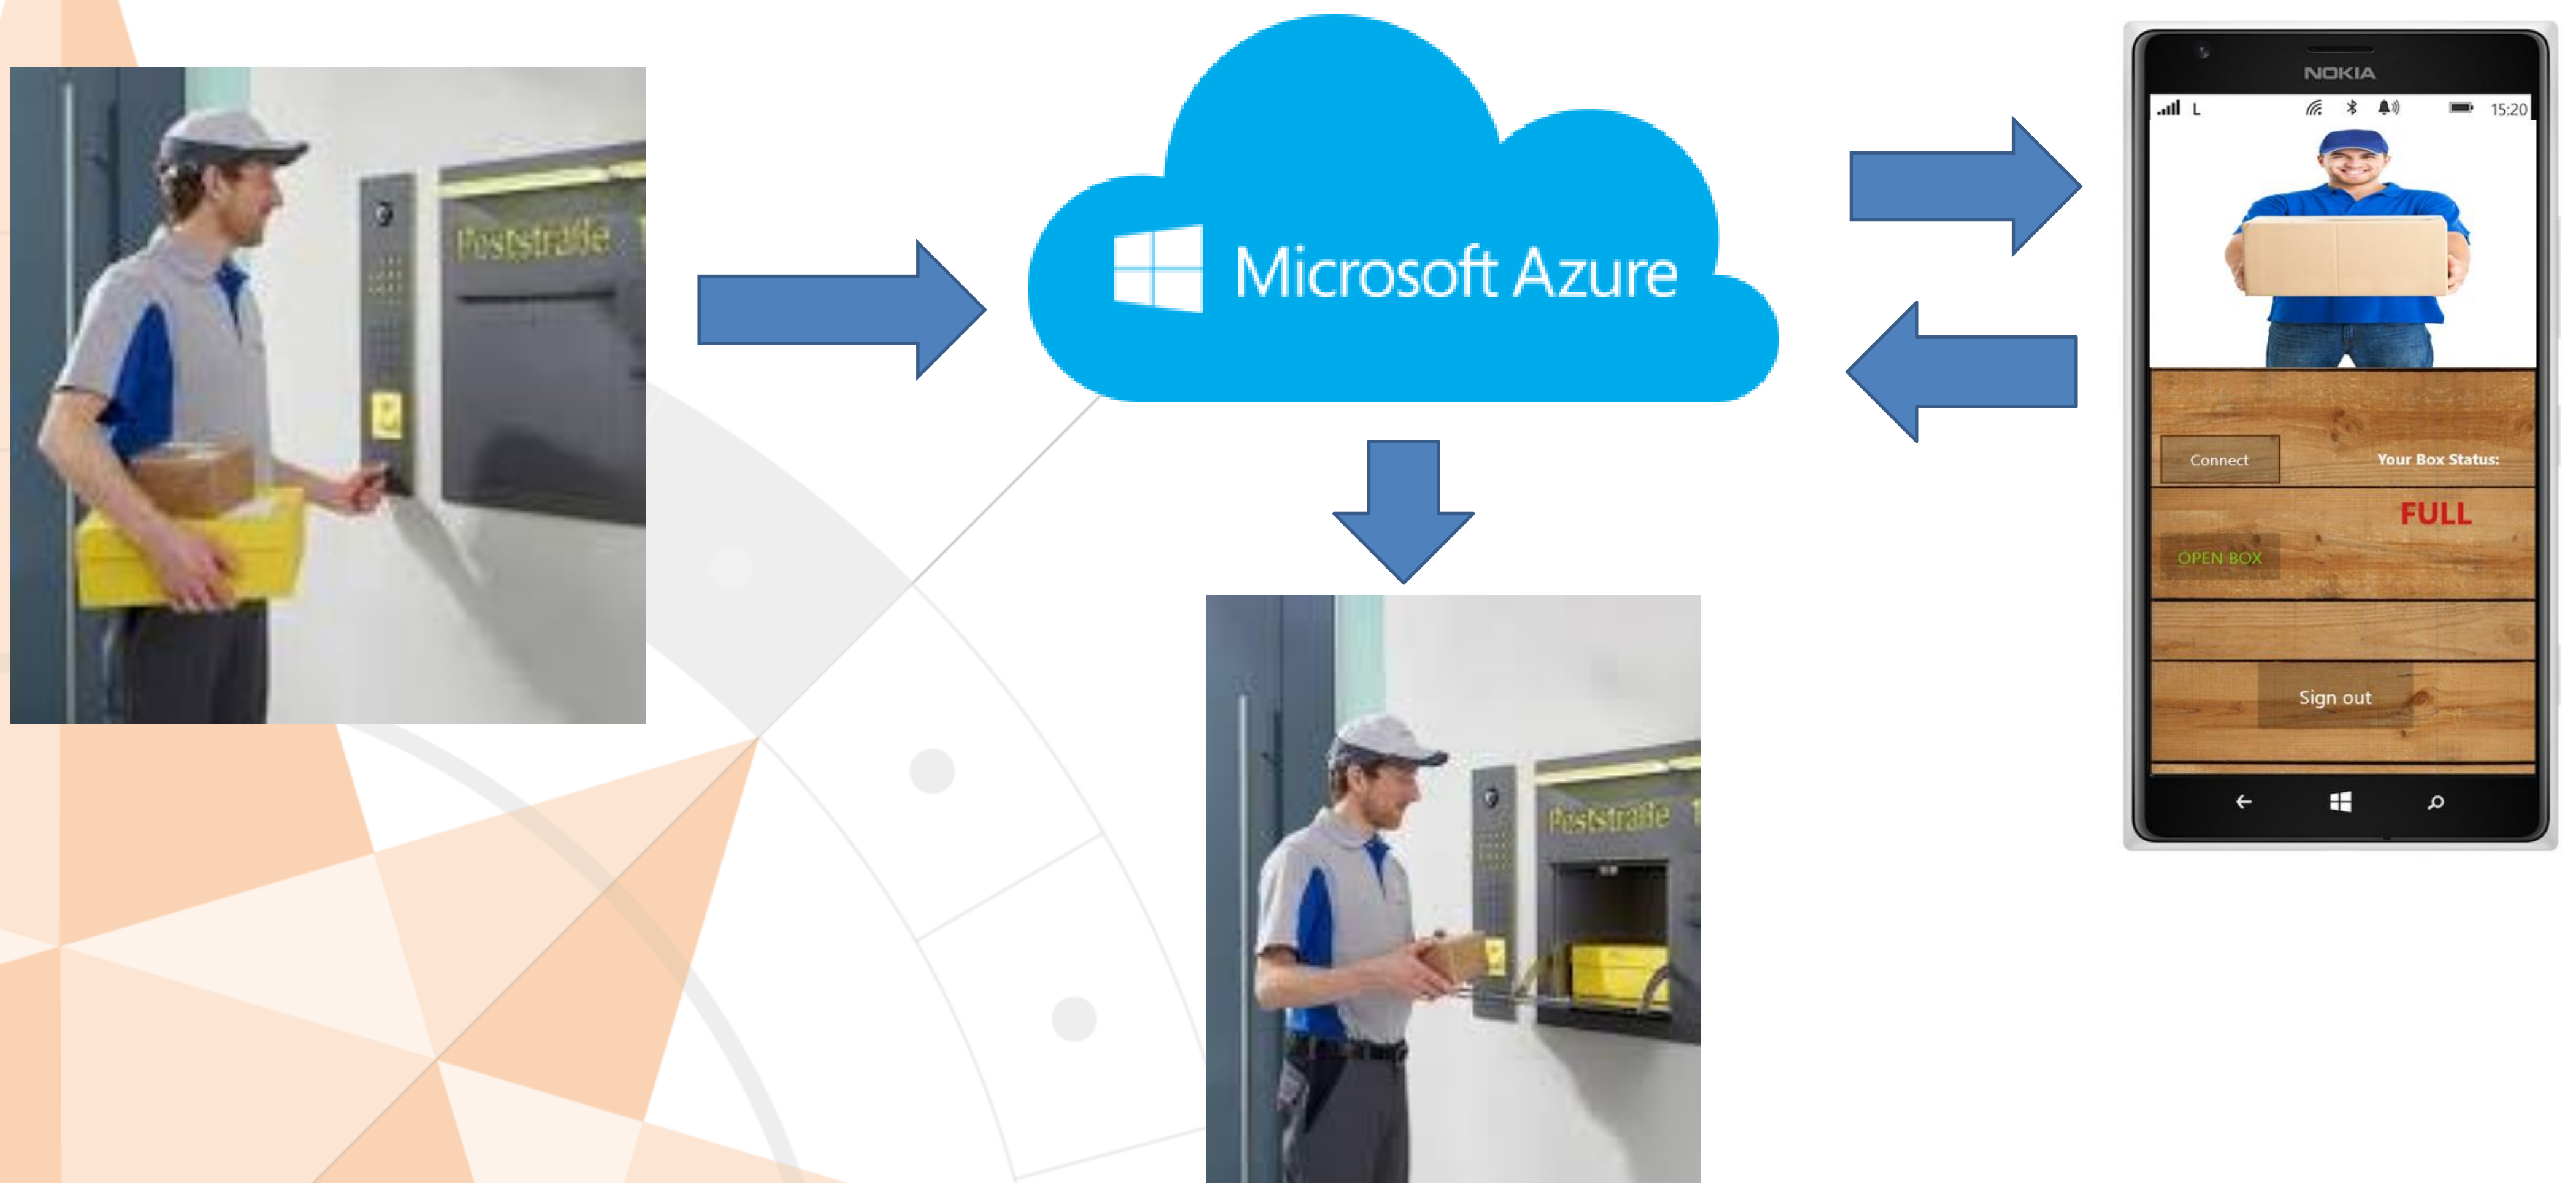 Poststraße
Microsoft Azure
NOKIA
L
15:20
Connect
Your Box Status:
FULL
OPEN BOX
Sign out
Poststraße